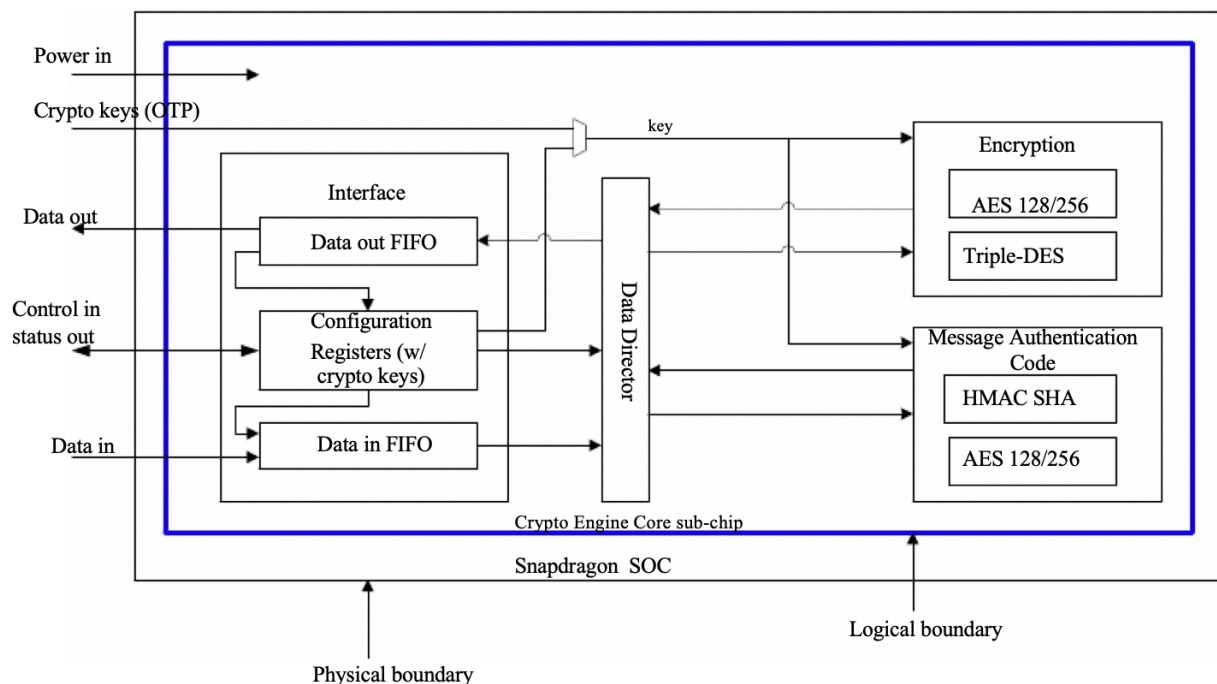 Power in
Crypto keys (OTP)
key
Encryption
AES 128/256
Triple-DES
Interface
Data out
Data out FIFO
Control in
status out
Configuration
Registers (w/
crypto keys)
Data Director
Message Authentication
Code
HMAC SHA
AES 128/256
Data in
Data in FIFO
Crypto Engine Core sub-chip
Snapdragon SOC
Logical boundary
Physical boundary